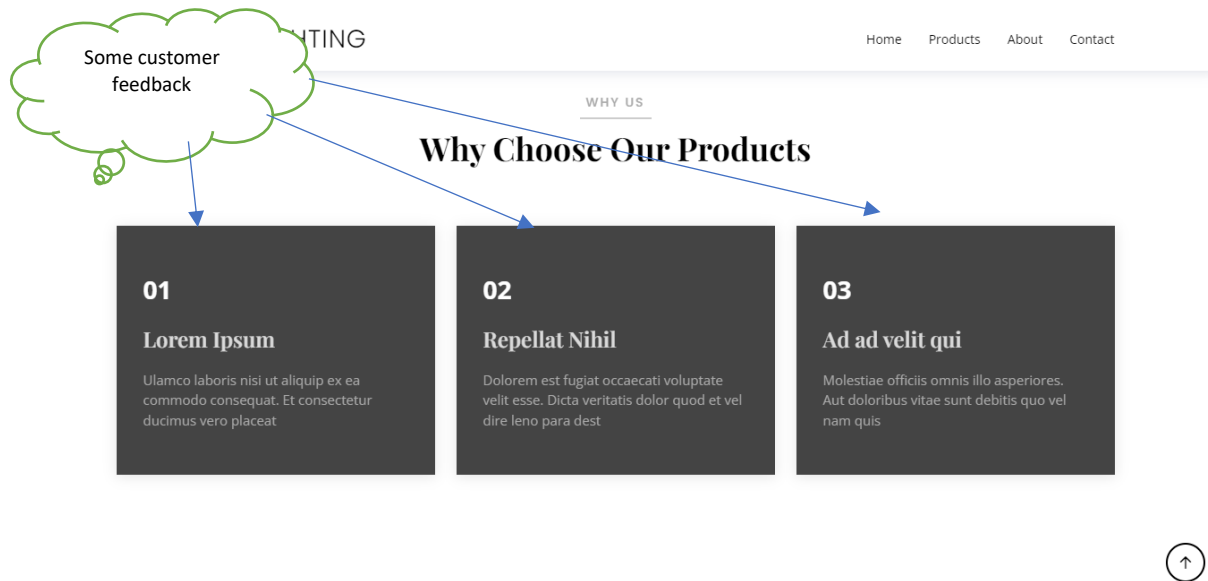 Some customer
feedback
HTING
Home Products About Contact
WHY US
Why Choose Our Products
01
Lorem Ipsum
Ulamco laboris nisi ut aliquip ex ea
commodo consequat. Et consectetur
ducimus vero placeat
02
Repellat Nihil
Dolorem est fugiat occaecati voluptate
velit esse. Dicta veritatis dolor quod et vel
dire leno para dest
03
Ad ad velit qui
Molestiae officiis omnis illo asperiores.
Aut doloribus vitae sunt debitis quo vel
nam quis